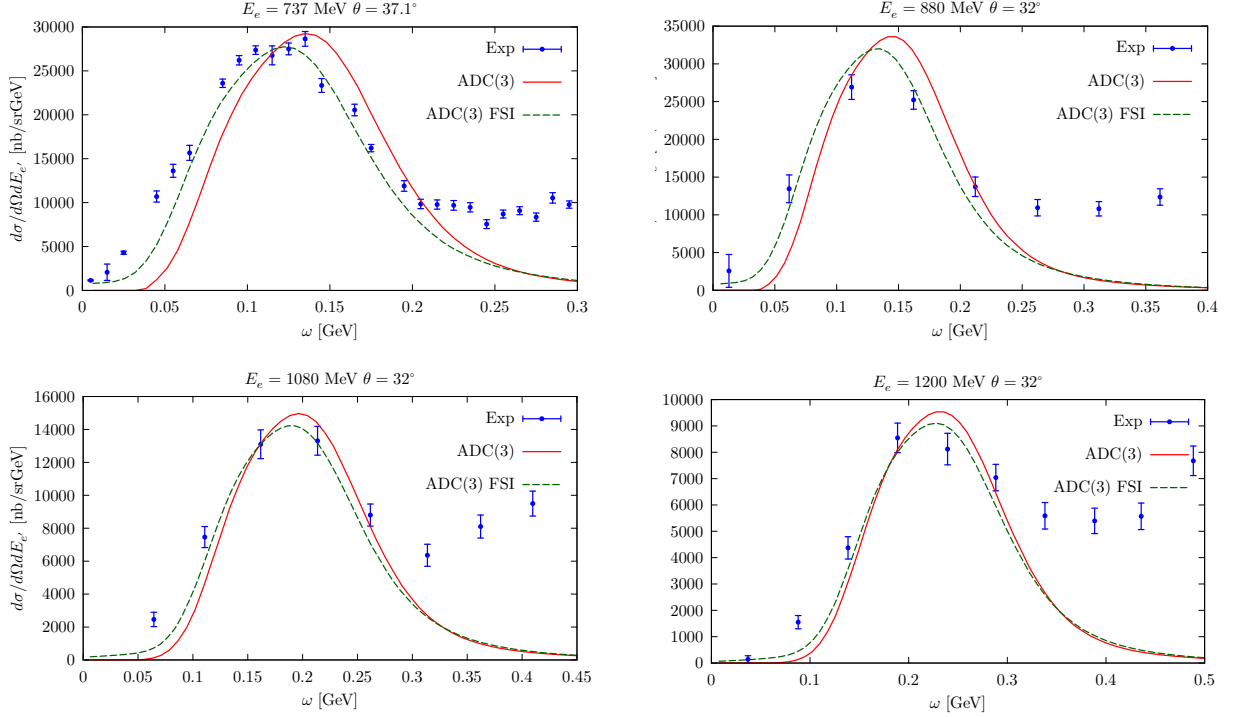 E_e = 737 MeV θ = 37.1°
dσ/dΩdE_e′ [nb/srGeV]
30000
25000
20000
15000
10000
5000
0
Exp
ADC(3)
ADC(3) FSI
0 0.05 0.1 0.15 0.2 0.25 0.3
ω [GeV]
E_e = 880 MeV θ = 32°
35000
30000
25000
20000
15000
10000
5000
0
Exp
ADC(3)
ADC(3) FSI
0 0.05 0.1 0.15 0.2 0.25 0.3 0.35 0.4
ω [GeV]
E_e = 1080 MeV θ = 32°
dσ/dΩdE_e′ [nb/srGeV]
16000
14000
12000
10000
8000
6000
4000
2000
0
Exp
ADC(3)
ADC(3) FSI
0 0.05 0.1 0.15 0.2 0.25 0.3 0.35 0.4 0.45
ω [GeV]
E_e = 1200 MeV θ = 32°
10000
9000
8000
7000
6000
5000
4000
3000
2000
1000
0
Exp
ADC(3)
ADC(3) FSI
0 0.1 0.2 0.3 0.4 0.5
ω [GeV]